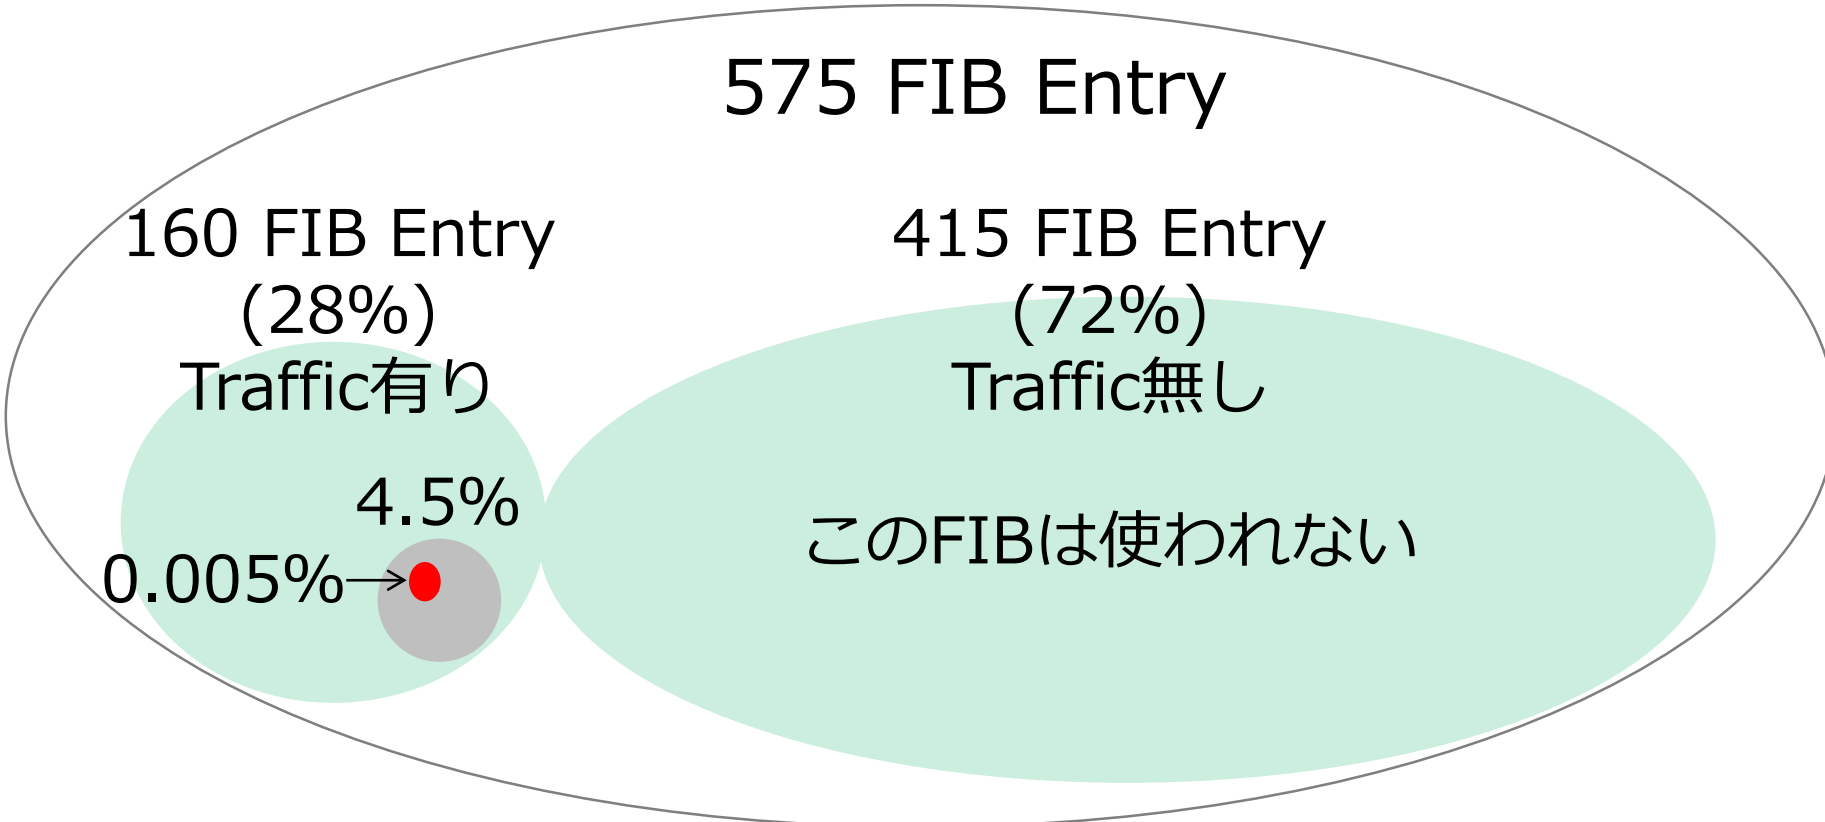 575 FIB Entry
160 FIB Entry
(28%)
Traffic有り
4.5%
0.005%
415 FIB Entry
(72%)
Traffic無し
このFIBは使われない